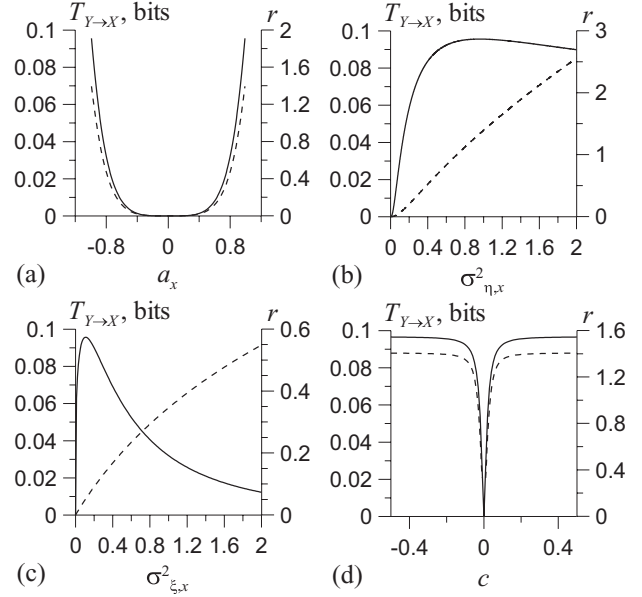 T_{Y→X}, bits r T_{Y→X}, bits r
0.1 2 0.1 3
0.08 1.6 0.08
0.06 1.2 0.06 2
0.04 0.8 0.04 1
0.02 0.4 0.02
0 0 0 0
-0.8 0 0.8 0 0.4 0.8 1.2 1.6 2
(a) a_x (b) σ²_{η,x}
T_{Y→X}, bits r T_{Y→X}, bits r
0.1 0.6 0.1 1.6
0.08 0.08 1.2
0.06 0.4 0.06 0.8
0.04 0.2 0.04
0.02 0.02 0.4
0 0 0 0
0 0.4 0.8 1.2 1.6 2 -0.4 0 0.4
(c) σ²_{ξ,x} (d) c